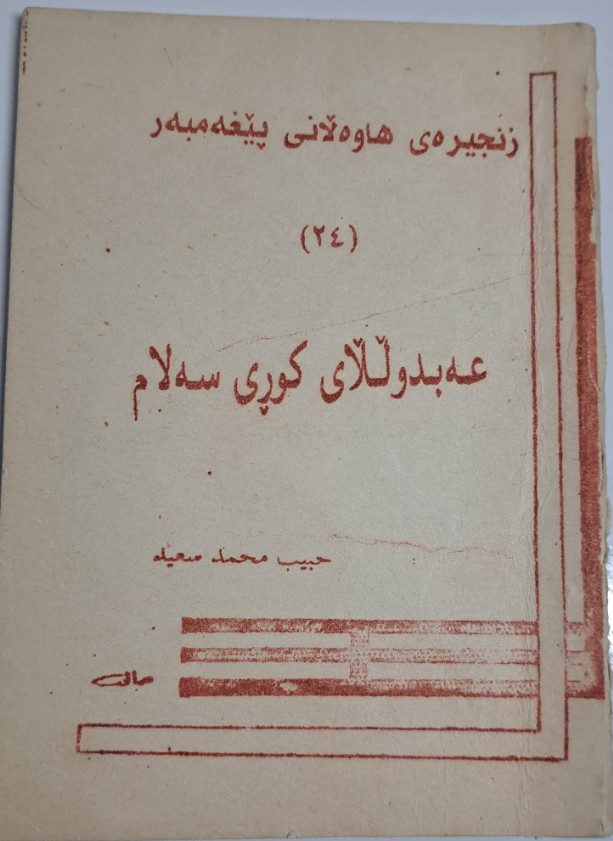 زنجیرەی هاوەڵانی پێغەمبەر
(٢٤)
عەبدوڵڵای کوڕی سەلام
حبیب محمد سعید